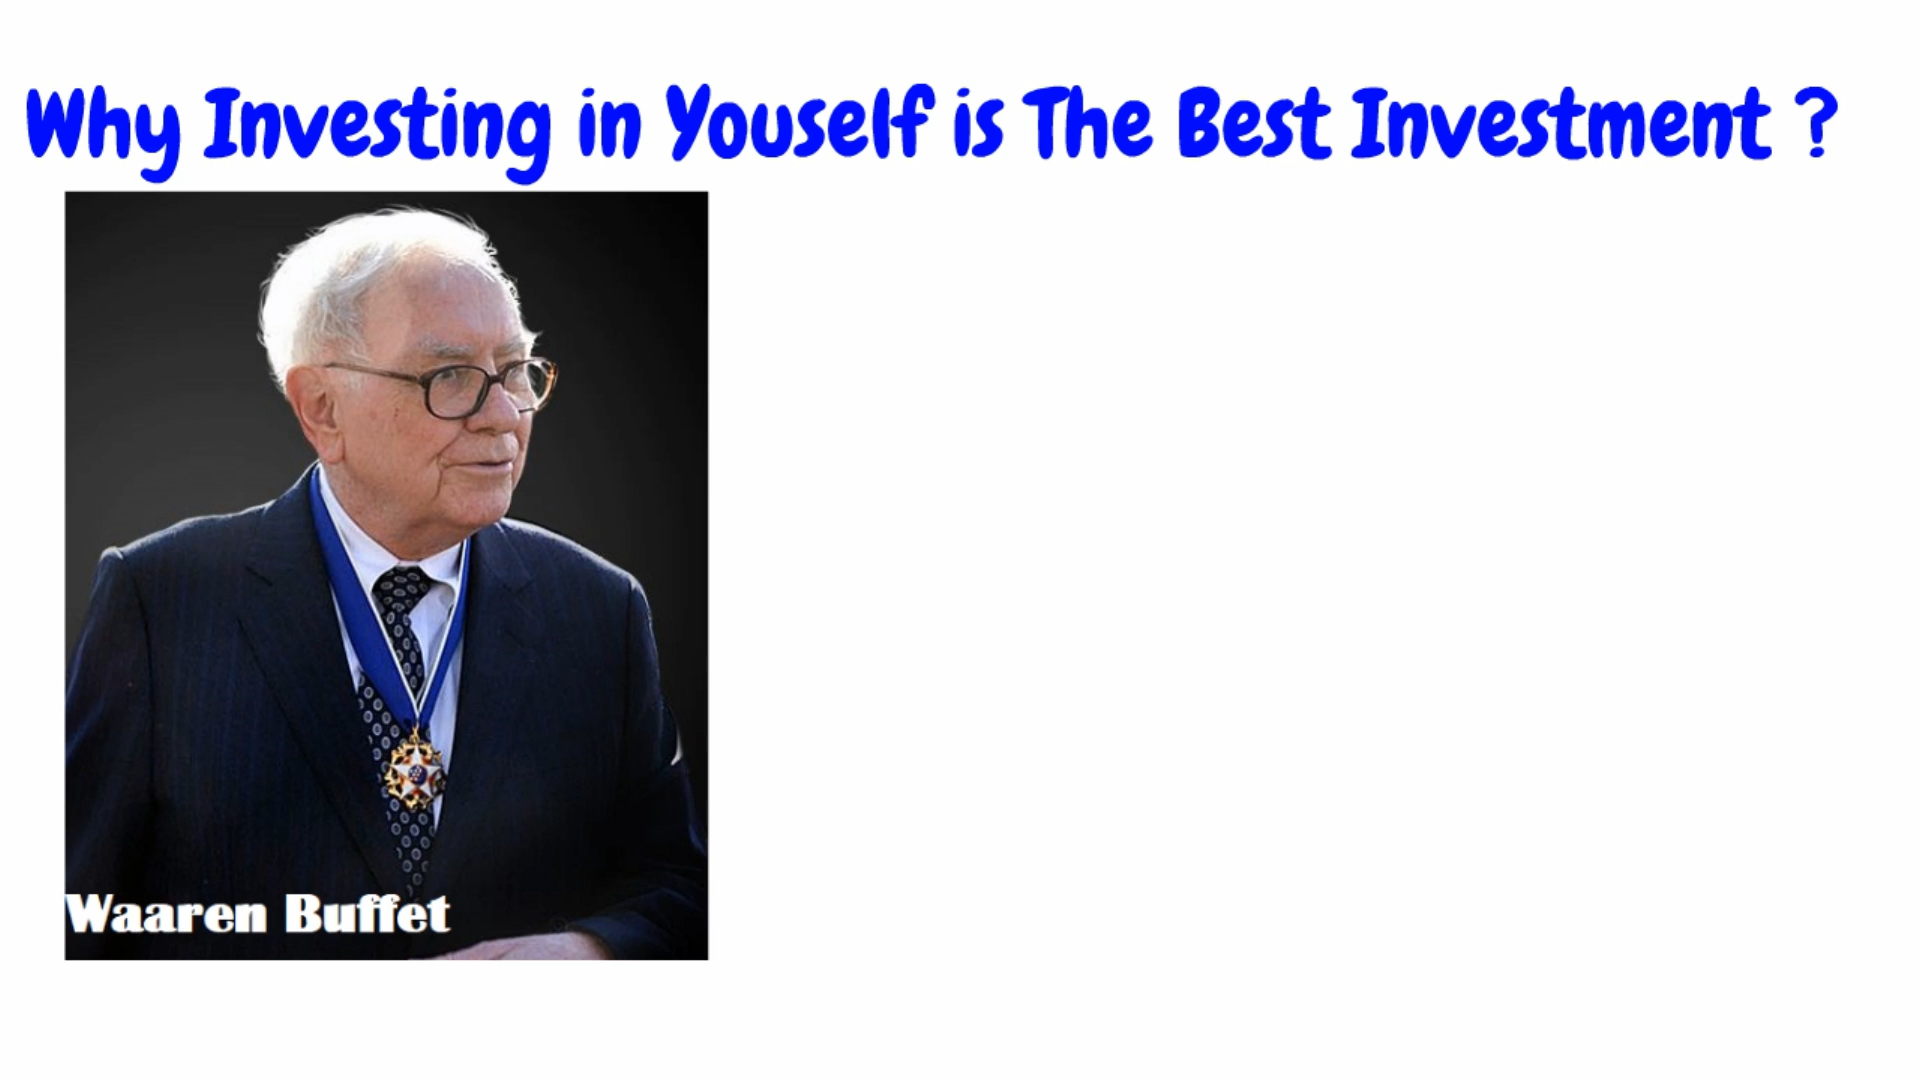 Why Investing in Youself is The Best Investment ?
Waaren Buffet